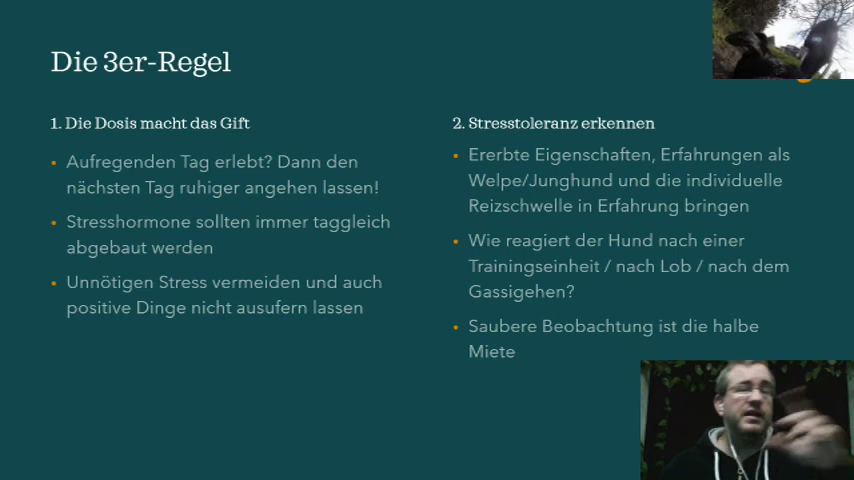 Die 3er-Regel
1. Die Dosis macht das Gift
Aufregenden Tag erlebt? Dann den
nächsten Tag ruhiger angehen lassen!
Stresshormone sollten immer taggleich
abgebaut werden
Unnötigen Stress vermeiden und auch
positive Dinge nicht ausufern lassen
2. Stresstoleranz erkennen
Ererbte Eigenschaften, Erfahrungen als
Welpe/Junghund und die individuelle
Reizschwelle in Erfahrung bringen
Wie reagiert der Hund nach einer
Trainingseinheit / nach Lob / nach dem
Gassigehen?
Saubere Beobachtung ist die halbe
Miete